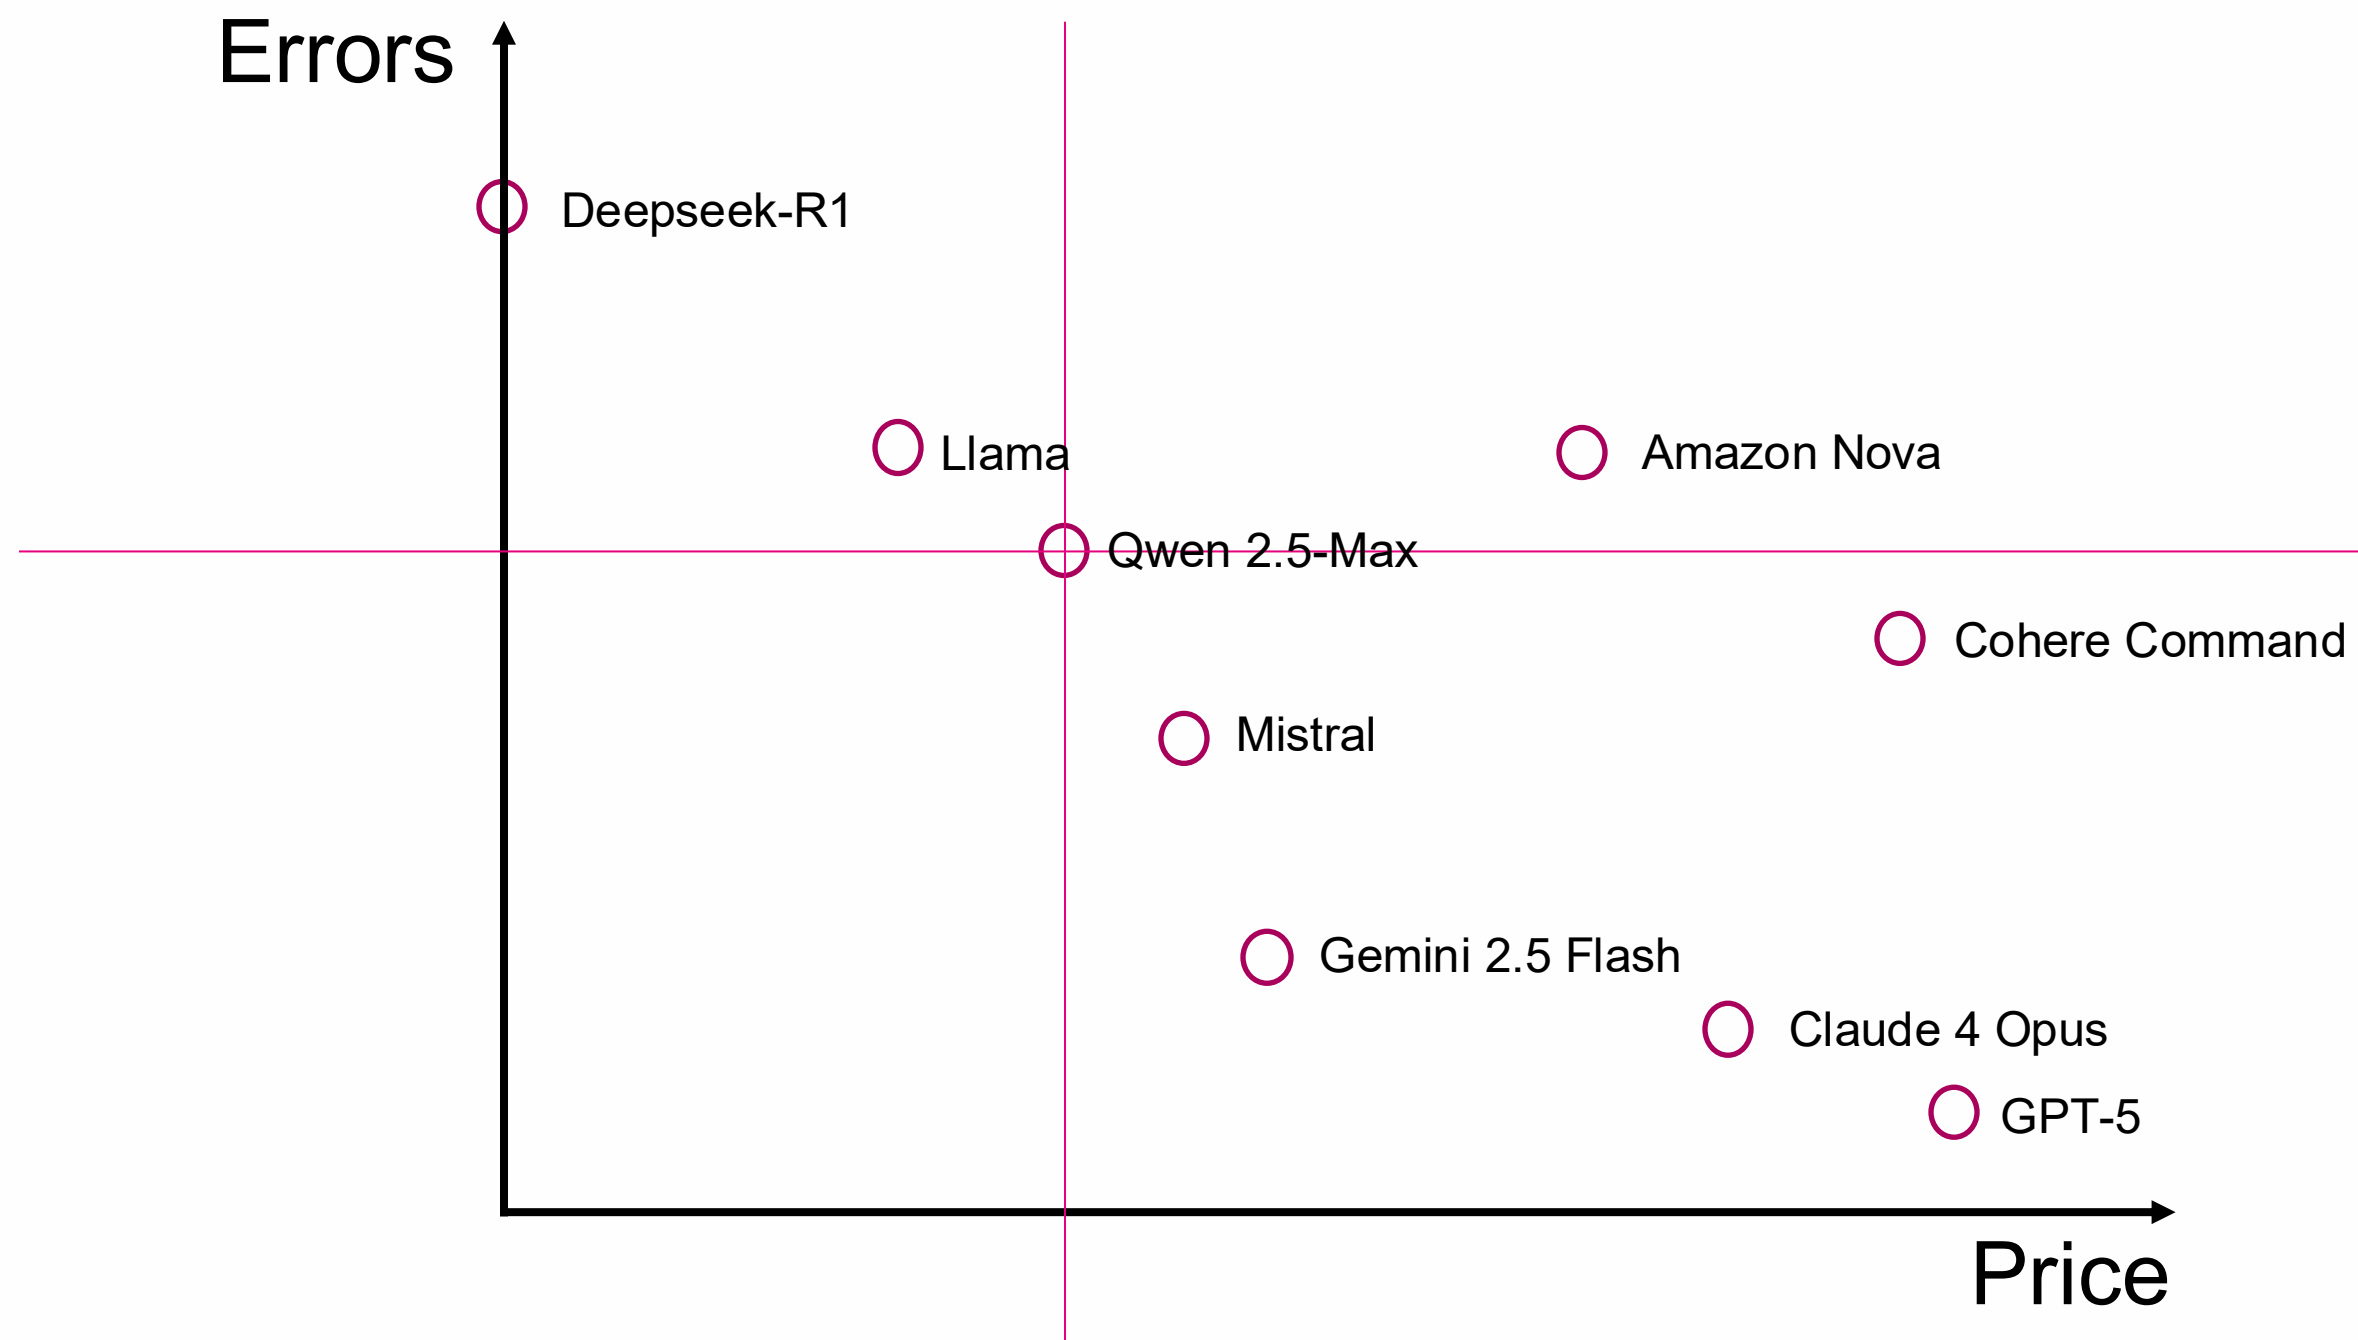 Errors
Deepseek-R1
Llama
Amazon Nova
Qwen 2.5-Max
Cohere Command
Mistral
Gemini 2.5 Flash
Claude 4 Opus
GPT-5
Price